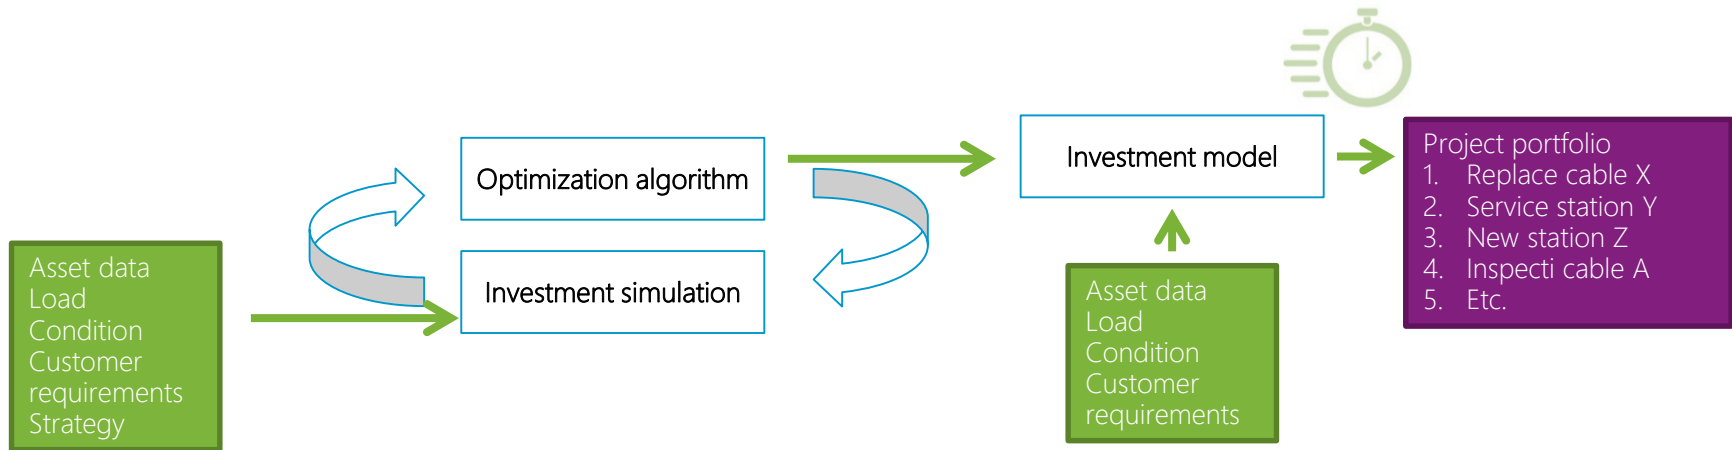 Asset data
Load
Condition
Customer
requirements
Strategy
Optimization algorithm
Investment simulation
Investment model
Asset data
Load
Condition
Customer
requirements
Project portfolio
1. Replace cable X
2. Service station Y
3. New station Z
4. Inspecti cable A
5. Etc.